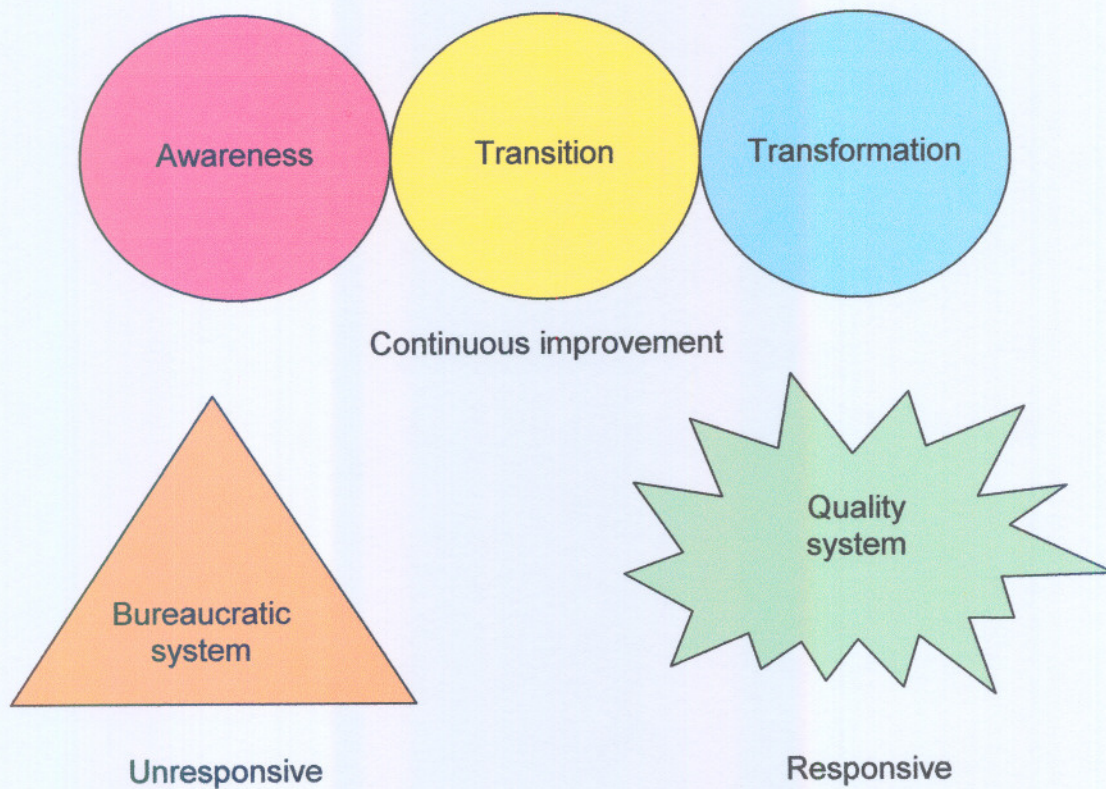 Awareness
Transition
Transformation
Continuous improvement
Bureaucratic
system
Quality
system
Unresponsive
Responsive